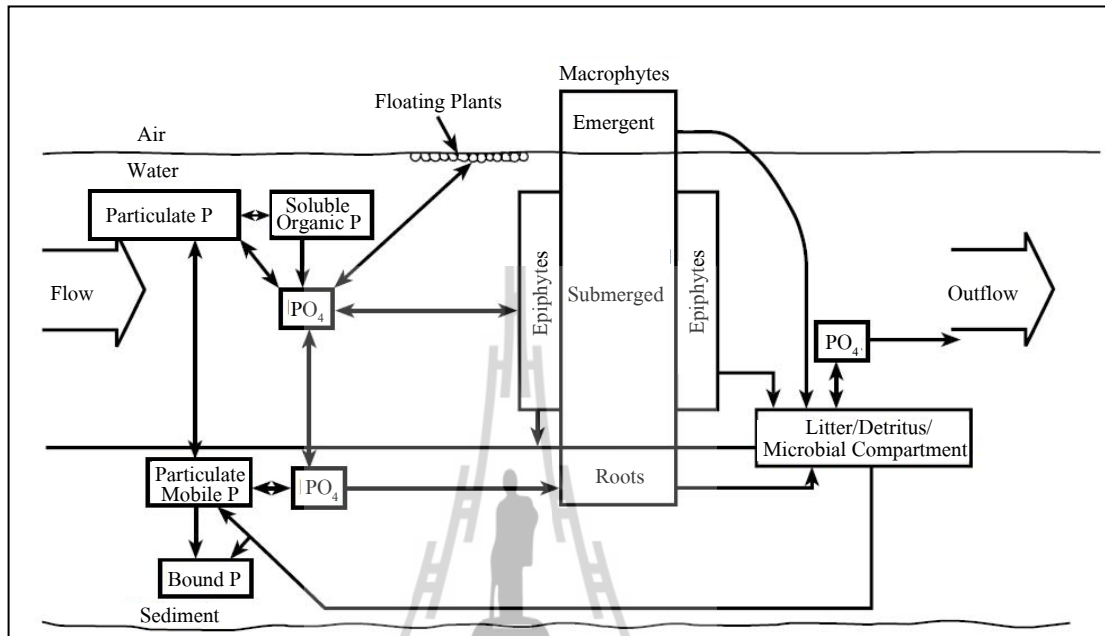 Macrophytes
Floating Plants
Emergent
Air
Water
Particulate P
Soluble
Organic P
Flow
PO4
Epiphytes
Submerged
Epiphytes
Outflow
PO4
Litter/Detritus/
Microbial Compartment
Particulate
Mobile P
PO4
Roots
Bound P
Sediment